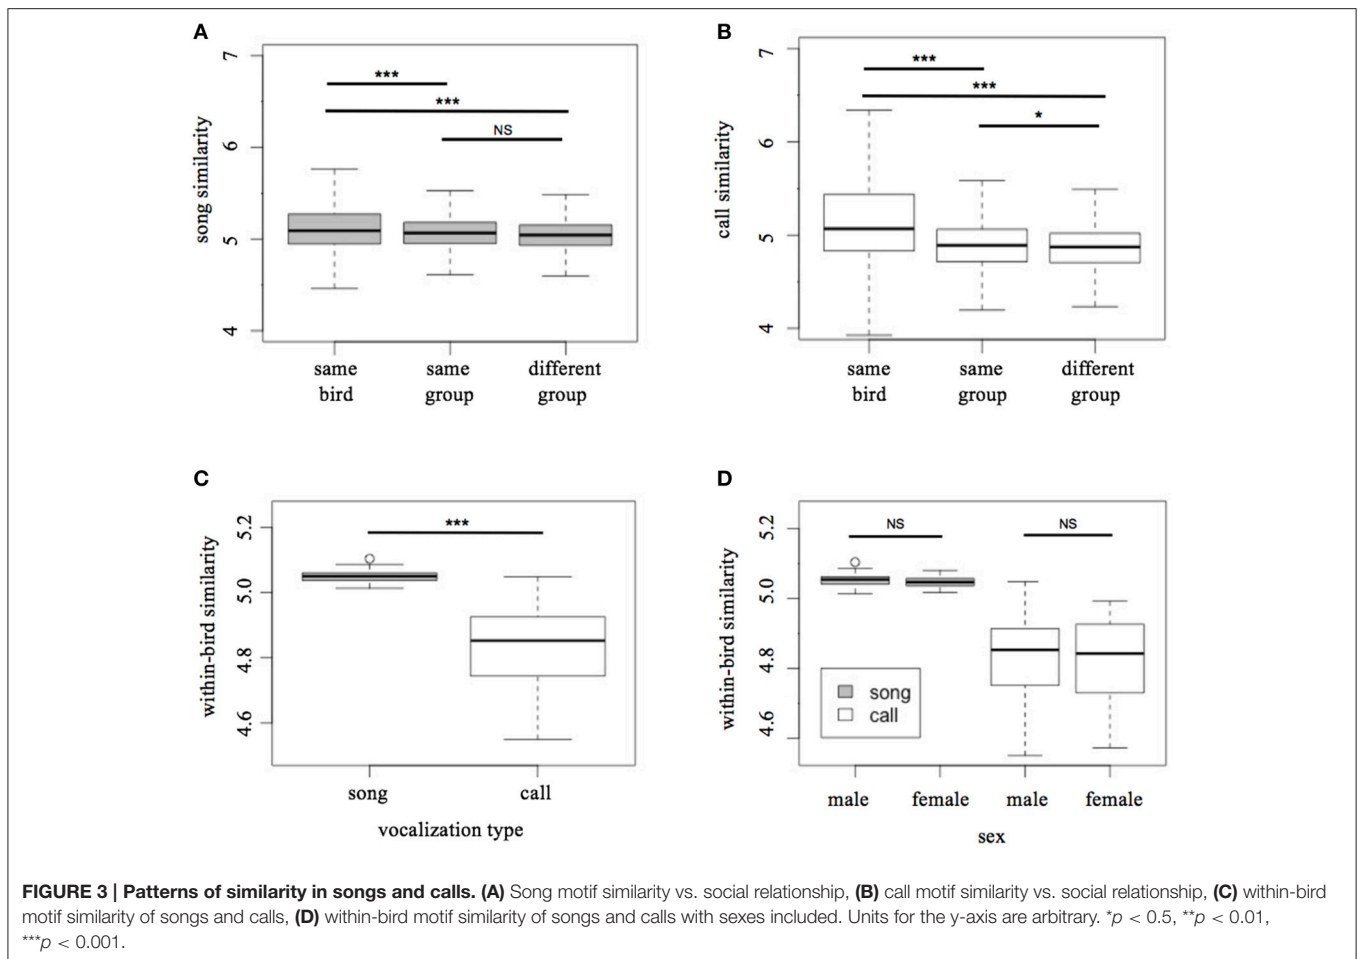 A
7
6
5
4
song similarity
***
***
NS
same bird
same group
different group
B
7
6
5
4
call similarity
***
***
*
same bird
same group
different group
C
5.2
5.0
4.8
4.6
within-bird similarity
***
song
call
vocalization type
D
5.2
5.0
4.8
4.6
within-bird similarity
NS
NS
song
call
male
female
male
female
sex
FIGURE 3 | Patterns of similarity in songs and calls. (A) Song motif similarity vs. social relationship, (B) call motif similarity vs. social relationship, (C) within-bird
motif similarity of songs and calls, (D) within-bird motif similarity of songs and calls with sexes included. Units for the y-axis are arbitrary. *p < 0.5, **p < 0.01,
***p < 0.001.